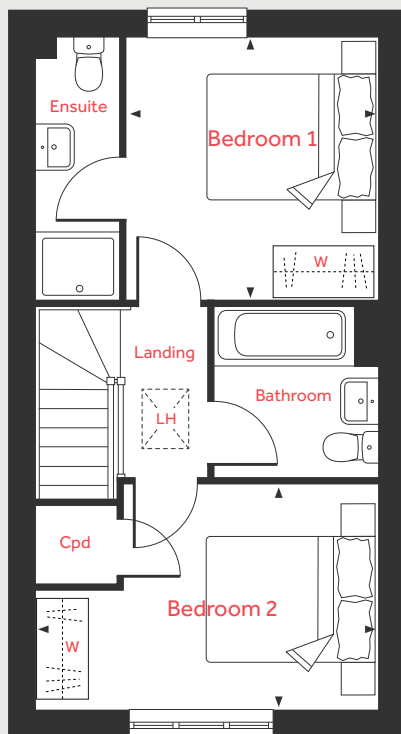 Ensuite
Bedroom 1
W
Landing
Bathroom
LH
Cpd
Bedroom 2
W